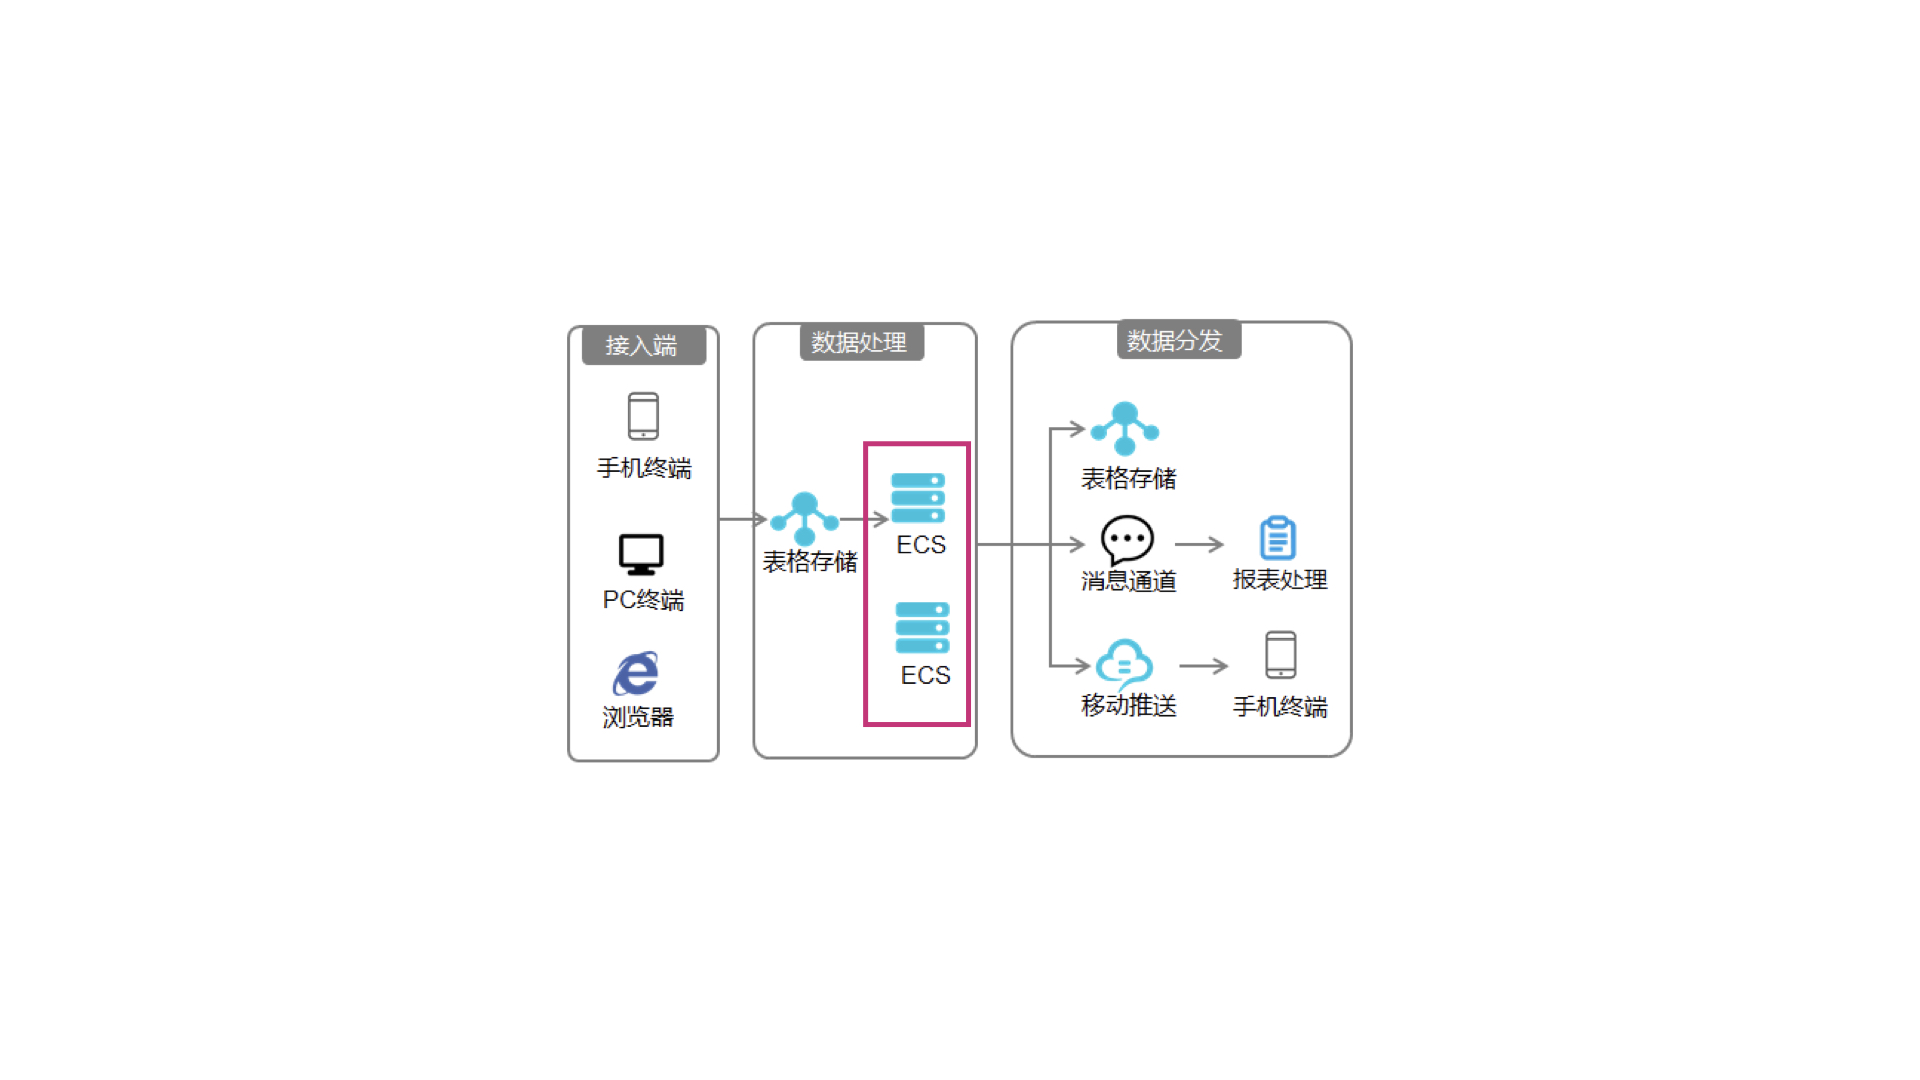 接入端
手机终端
PC终端
浏览器
数据处理
表格存储
ECS
ECS
数据分发
表格存储
消息通道
报表处理
移动推送
手机终端